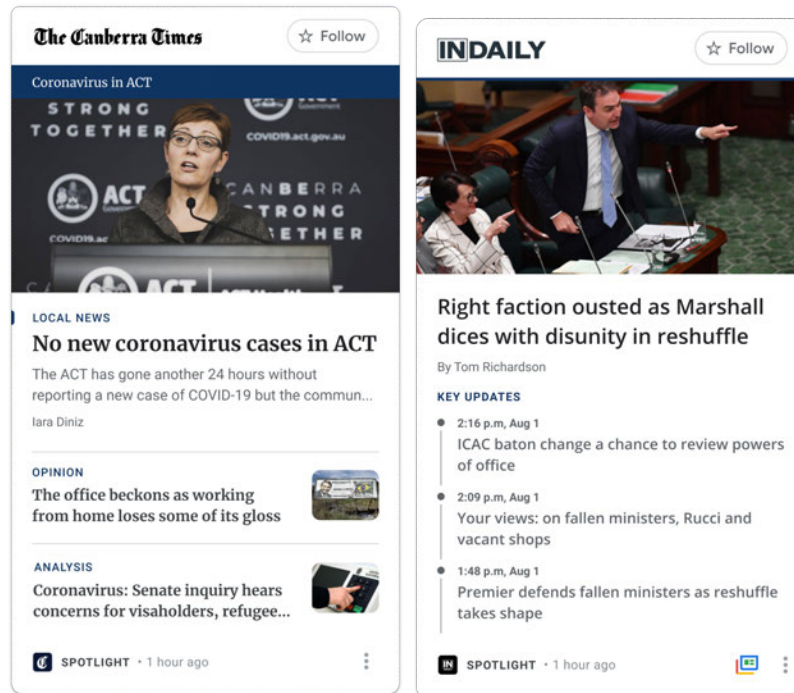 The Canberra Times
Follow
Coronavirus in ACT
STRONG
TOGETHER
Government
COVID19.act.gov.au
ACT
Government
CANBERRA
STRONG
TOGETHER
COVID19.ac
ACT
LOCAL NEWS
No new coronavirus cases in ACT
The ACT has gone another 24 hours without
reporting a new case of COVID-19 but the commun...
Iara Diniz
OPINION
The office beckons as working
from home loses some of its gloss
ANALYSIS
Coronavirus: Senate inquiry hears
concerns for visaholders, refugee...
SPOTLIGHT • 1 hour ago
INDAILY
Follow
Right faction ousted as Marshall
dices with disunity in reshuffle
By Tom Richardson
KEY UPDATES
2:16 p.m, Aug 1
ICAC baton change a chance to review powers
of office
2:09 p.m, Aug 1
Your views: on fallen ministers, Rucci and
vacant shops
1:48 p.m, Aug 1
Premier defends fallen ministers as reshuffle
takes shape
IN SPOTLIGHT • 1 hour ago